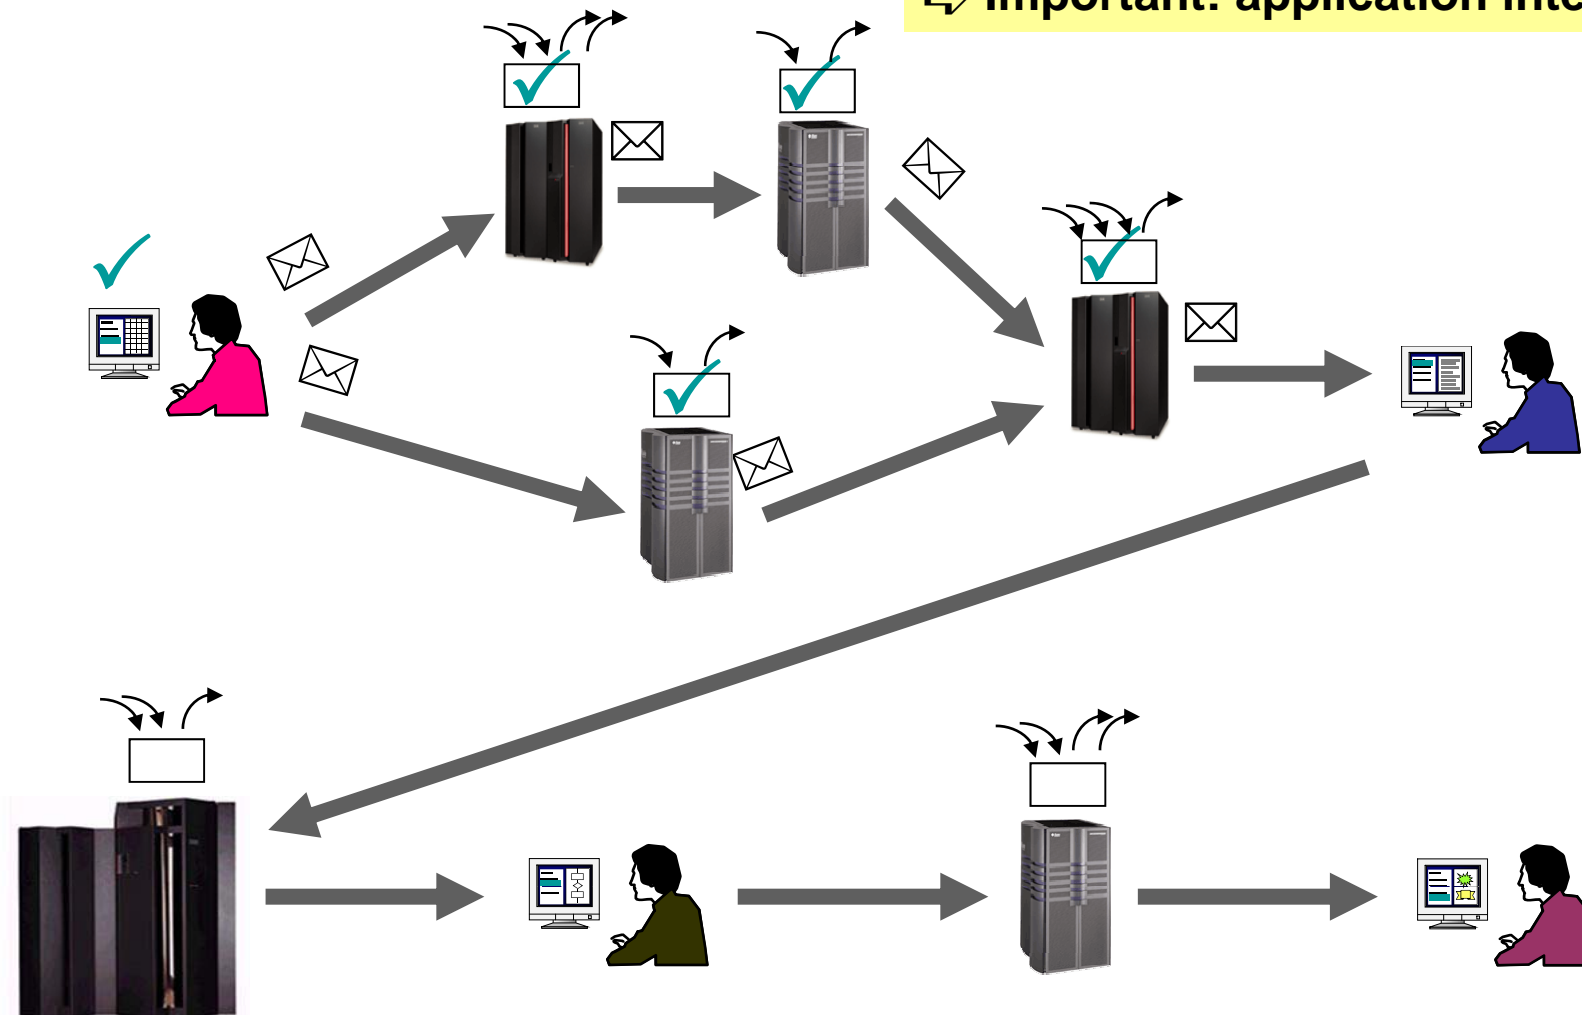 ⇨ Important: application inte